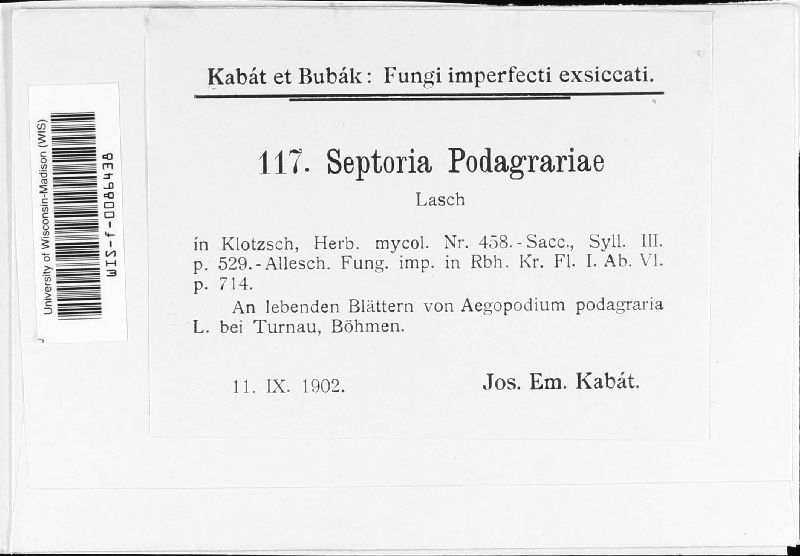 Kabát et Bubák: Fungi imperfecti exsiccati.
117. Septoria Podagrariae
Lasch
in Klotzsch, Herb. mycol. Nr. 458.-Sacc., Syll. III.
p. 529.-Allesch. Fung. imp. in Rbh. Kr. Fl. I. Ab. VI.
p. 714.
An lebenden Blättern von Aegopodium podagraria
L. bei Turnau, Böhmen.
11. IX. 1902.
Jos. Em. Kabát.
University of Wisconsin-Madison (WIS)
WIS-f-0086438